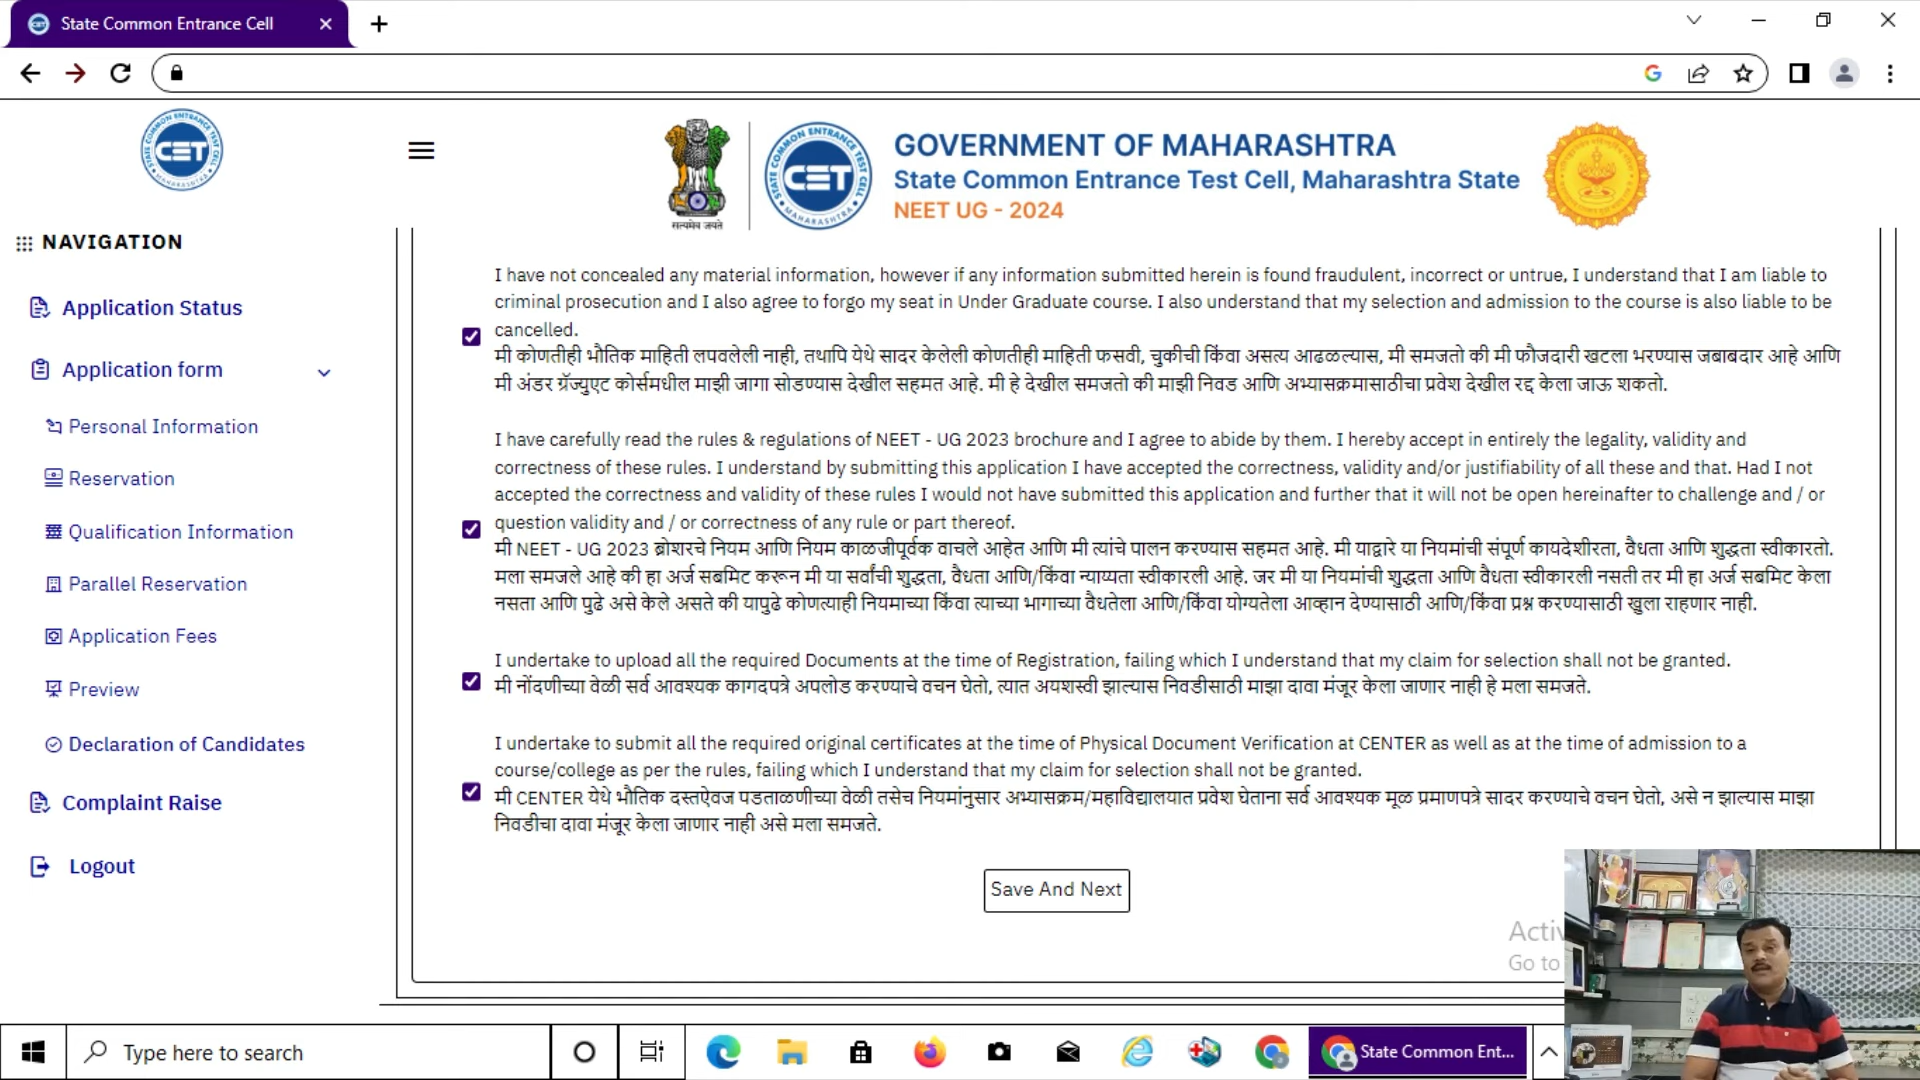 State Common Entrance Cell
CET
GOVERNMENT OF MAHARASHTRA
State Common Entrance Test Cell, Maharashtra State
NEET UG - 2024
सत्यमेव जयते
NAVIGATION
Application Status
Application form
Personal Information
Reservation
Qualification Information
Parallel Reservation
Application Fees
Preview
Declaration of Candidates
Complaint Raise
Logout
I have not concealed any material information, however if any information submitted herein is found fraudulent, incorrect or untrue, I understand that I am liable to
criminal prosecution and I also agree to forgo my seat in Under Graduate course. I also understand that my selection and admission to the course is also liable to be
cancelled.
मी कोणतीही भौतिक माहिती लपवलेली नाही, तथापि येथे सादर केलेली कोणतीही माहिती फसवी, चुकीची किंवा असत्य आढळल्यास, मी समजतो की मी फौजदारी खटला भरण्यास जबाबदार आहे आणि
मी अंडर ग्रॅज्युएट कोर्समधील माझी जागा सोडण्यास देखील सहमत आहे. मी हे देखील समजतो की माझी निवड आणि अभ्यासक्रमासाठीचा प्रवेश देखील रद्द केला जाऊ शकतो.
I have carefully read the rules & regulations of NEET - UG 2023 brochure and I agree to abide by them. I hereby accept in entirely the legality, validity and
correctness of these rules. I understand by submitting this application I have accepted the correctness, validity and/or justifiability of all these and that. Had I not
accepted the correctness and validity of these rules I would not have submitted this application and further that it will not be open hereinafter to challenge and / or
question validity and / or correctness of any rule or part thereof.
मी NEET - UG 2023 ब्रोशरचे नियम आणि नियम काळजीपूर्वक वाचले आहेत आणि मी त्यांचे पालन करण्यास सहमत आहे. मी याद्वारे या नियमांची संपूर्ण कायदेशीरता, वैधता आणि शुद्धता स्वीकारतो.
मला समजले आहे की हा अर्ज सबमिट करून मी या सर्वांची शुद्धता, वैधता आणि/किंवा न्याय्यता स्वीकारली आहे. जर मी या नियमांची शुद्धता आणि वैधता स्वीकारली नसती तर मी हा अर्ज सबमिट केला
नसता आणि पुढे असे केले असते की यापुढे कोणत्याही नियमाच्या किंवा त्याच्या भागाच्या वैधतेला आणि/किंवा योग्यतेला आव्हान देण्यासाठी आणि/किंवा प्रश्न करण्यासाठी खुला राहणार नाही.
I undertake to upload all the required Documents at the time of Registration, failing which I understand that my claim for selection shall not be granted.
मी नोंदणीच्या वेळी सर्व आवश्यक कागदपत्रे अपलोड करण्याचे वचन घेतो, त्यात अयशस्वी झाल्यास निवडीसाठी माझा दावा मंजूर केला जाणार नाही हे मला समजते.
I undertake to submit all the required original certificates at the time of Physical Document Verification at CENTER as well as at the time of admission to a
course/college as per the rules, failing which I understand that my claim for selection shall not be granted.
मी CENTER येथे भौतिक दस्तऐवज पडताळणीच्या वेळी तसेच नियमांनुसार अभ्यासक्रम/महाविद्यालयात प्रवेश घेताना सर्व आवश्यक मूळ प्रमाणपत्रे सादर करण्याचे वचन घेतो, असे न झाल्यास माझा
निवडीचा दावा मंजूर केला जाणार नाही असे मला समजते.
Save And Next
Activ
Go to
Type here to search
State Common Ent...